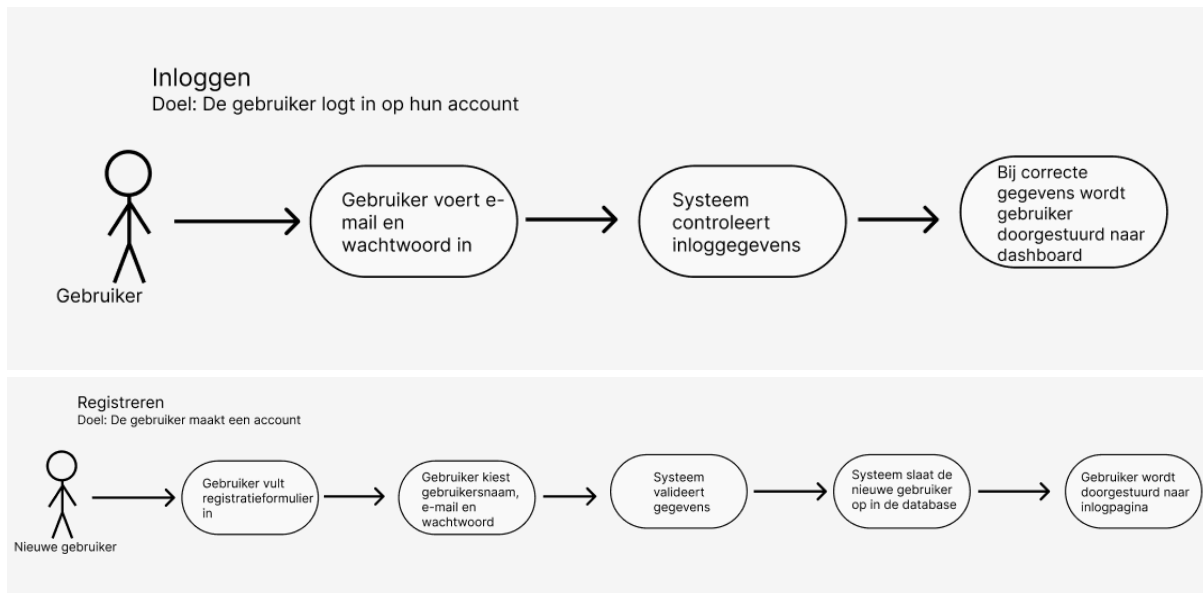 Inloggen
Doel: De gebruiker logt in op hun account
Gebruiker
Gebruiker voert e-
mail en
wachtwoord in
Systeem
controleert
inloggegevens
Bij correcte
gegevens wordt
gebruiker
doorgestuurd naar
dashboard
Registreren
Doel: De gebruiker maakt een account
Nieuwe gebruiker
Gebruiker vult
registratieformulier
in
Gebruiker kiest
gebruikersnaam,
e-mail en
wachtwoord
Systeem
valideert
gegevens
Systeem slaat de
nieuwe gebruiker
op in de database
Gebruiker wordt
doorgestuurd naar
inlogpagina